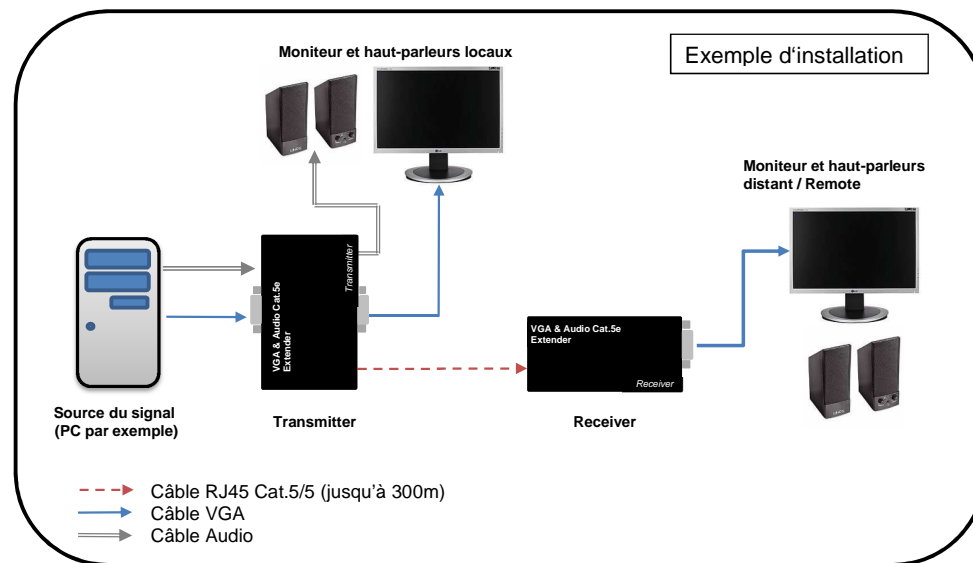 Exemple d‘installation
Moniteur et haut-parleurs locaux
Moniteur et haut-parleurs
distant / Remote
VGA & Audio Cat.5e
Extender
Transmitter
VGA & Audio Cat.5e
Extender
Receiver
Source du signal
(PC par exemple)
Transmitter
Receiver
Câble RJ45 Cat.5/5 (jusqu’à 300m)
Câble VGA
Câble Audio